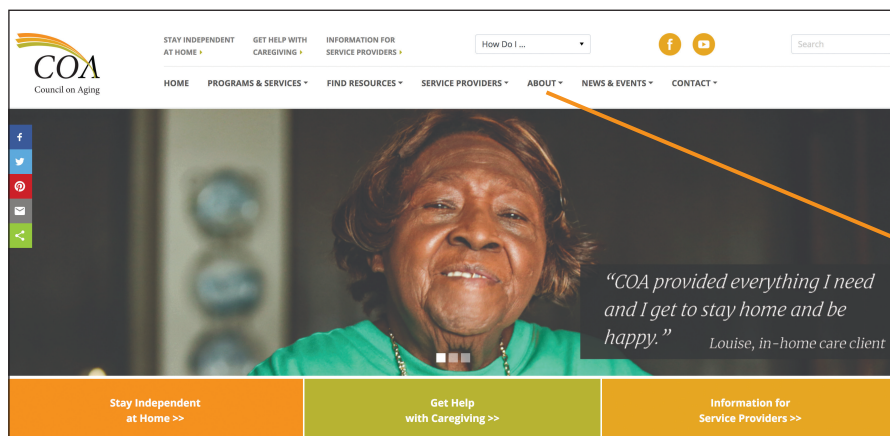 COA
Council on Aging
STAY INDEPENDENT
AT HOME
GET HELP WITH
CAREGIVING
INFORMATION FOR
SERVICE PROVIDERS
How Do I ...
Search
HOME PROGRAMS & SERVICES FIND RESOURCES SERVICE PROVIDERS ABOUT NEWS & EVENTS CONTACT
“COA provided everything I need
and I get to stay home and be
happy.”
Louise, in-home care client
Stay Independent
at Home >>
Get Help
with Caregiving >>
Information for
Service Providers >>